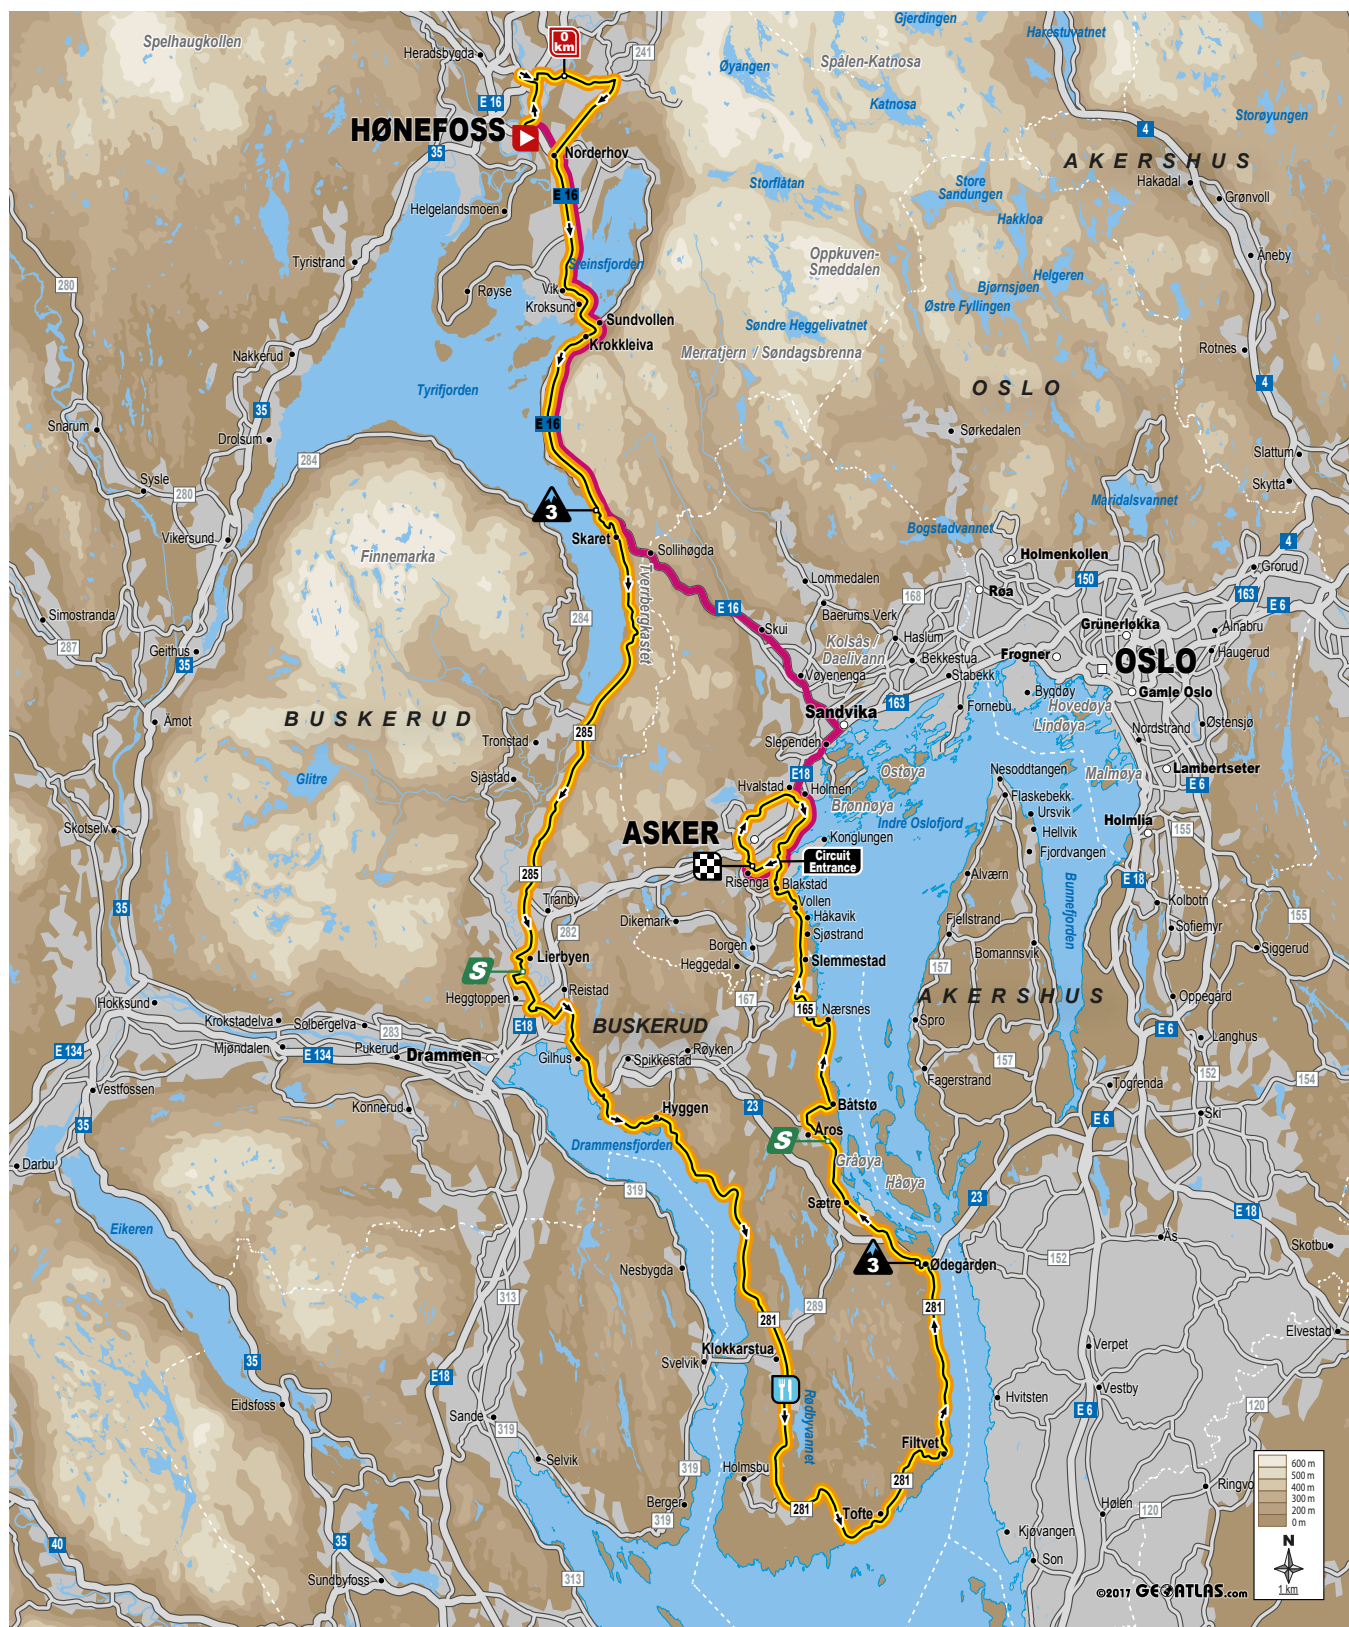 Spelhaugkollen
Heradsbygda
0
km
241
Gjerdingen
Harestuvatnet
Øyangen
Spålen-Katnosa
Katnosa
Storøyungen
E 16
HØNEFOSS
35
4
AKERSHUS
Norderhov
Storflåtan
Store
Sandungen
Hakadal
Grønvoll
E 16
Helgelandsmoen
Hakkloa
Tyristrand
Steinsfjorden
Oppkuven-
Smeddalen
Åneby
280
Røyse
Vik
Kroksund
Helgeren
Bjørnsjøen
Østre Fyllingen
Sundvollen
Søndre Heggelivatnet
Krokkleiva
Merratjern / Søndagsbrenna
Rotnes
Nakkerud
Tyrifjorden
OSLO
4
35
Snarum
Drolsum
E 16
Sørkedalen
284
Slattum
Sysle
280
Skytta
3
Maridalsvannet
Vikersund
Skaret
Bogstadvannet
4
Finnemarka
Sollihøgda
Holmenkollen
Tverrbergkastet
Lommedalen
168
Røa
150
Grorud
163
E 6
Simostranda
284
E 16
Baerums Verk
Skui
Grünerløkka
Alnabru
287
Geithus
35
Kolsås /
Daelivann
Haslum
Bekkestua
Frogner
OSLO
Haugerud
Vøyenenga
Stabekk
Bygdøy
Gamle Oslo
163
Hovedøya
BUSKERUD
Åmot
Sandvika
Fornebu
Lindøya
Østensjø
285
Nordstrand
Tronstad
Slependen
Glitre
Sjåstad
E18
Ostøya
Nesoddtangen
Malmøya
Lambertseter
E 6
Hvalstad
Holmen
Brønnøya
Flaskebekk
Indre Oslofjord
Ursvik
Holmlia
155
Skotselv
ASKER
Konglungen
Hellvik
Fjordvangen
Circuit
Entrance
285
Risenga
Blakstad
Alværn
E 18
Bunnefjorden
35
Tranby
Vollen
Håkavik
Kolbotn
155
Dikemark
Fjellstrand
282
Sjøstrand
Sofiemyr
Borgen
Bomannsvik
Siggerud
Lierbyen
Heggedal
Slemmestad
157
S
Heggtoppen
Reistad
167
AKERSHUS
Oppegård
Hokksund
165
Nærsnes
Krokstadelva
Solbergelva
283
E18
BUSKERUD
Spro
E 6
Langhus
E 134
Mjøndalen
E 134
Pukerud
Drammen
Gilhus
Spikkestad
Røyken
157
152
Fagerstrand
154
Vestfossen
Togrenda
Konnerud
Hyggen
23
Båtstø
Ski
35
E 6
Åros
Drammensfjorden
S
Darbu
Gråøya
319
Håøya
23
Sætre
E 18
Eikeren
Ås
Skotbu
152
3
Ødegården
Nesbygda
313
281
289
281
Elvestad
Klokkarstua
Verpet
Svelvik
35
E18
Vestby
Hvitsten
Eidsfoss
Rødbyvannet
120
E 6
Sande
319
Filtvet
600 m
500 m
400 m
300 m
200 m
0 m
Selvik
319
Holmsbu
281
Ringvo
Berger
281
Tofte
Hølen
120
319
Kjøvangen
35
40
N
Son
Sundbyfoss
313
1 km
©2017 GEOATLAS.com